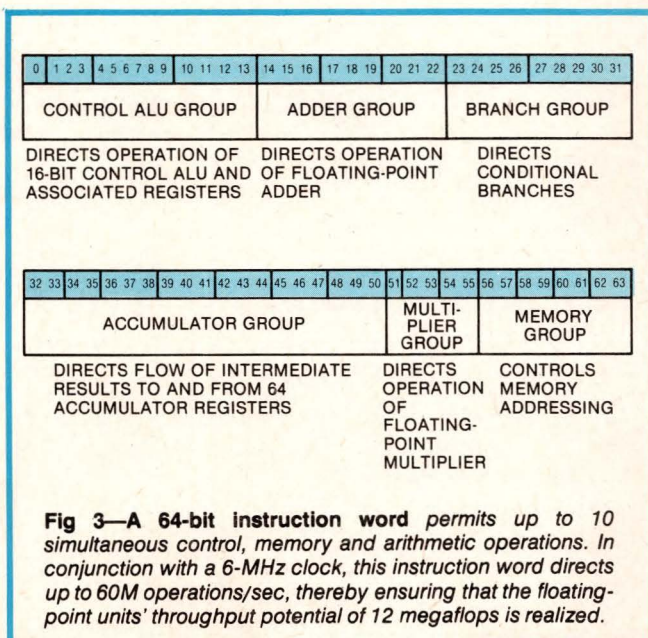 0 1 2 3 4 5 6 7 8 9 10 11 12 13 14 15 16 17 18 19 20 21 22 23 24 25 26 27 28 29 30 31
CONTROL ALU GROUP ADDER GROUP BRANCH GROUP
DIRECTS OPERATION OF DIRECTS OPERATION DIRECTS
16-BIT CONTROL ALU AND OF FLOATING-POINT CONDITIONAL
ASSOCIATED REGISTERS ADDER BRANCHES
32 33 34 35 36 37 38 39 40 41 42 43 44 45 46 47 48 49 50 51 52 53 54 55 56 57 58 59 60 61 62 63
ACCUMULATOR GROUP
MULTI-
PLIER
GROUP
MEMORY
GROUP
DIRECTS FLOW OF INTERMEDIATE
RESULTS TO AND FROM 64
ACCUMULATOR REGISTERS
DIRECTS
OPERATION
OF
FLOATING-
POINT
MULTIPLIER
CONTROLS
MEMORY
ADDRESSING
Fig 3—A 64-bit instruction word permits up to 10
simultaneous control, memory and arithmetic operations. In
conjunction with a 6-MHz clock, this instruction word directs
up to 60M operations/sec, thereby ensuring that the floating-
point units' throughput potential of 12 megaflops is realized.